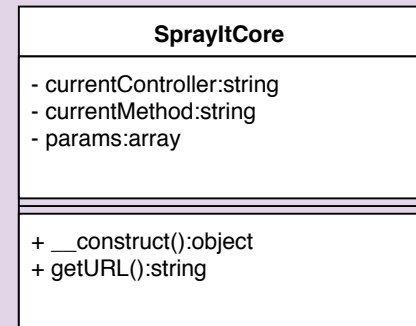 SprayItCore
- currentController:string
- currentMethod:string
- params:array
+ __construct():object
+ getURL():string